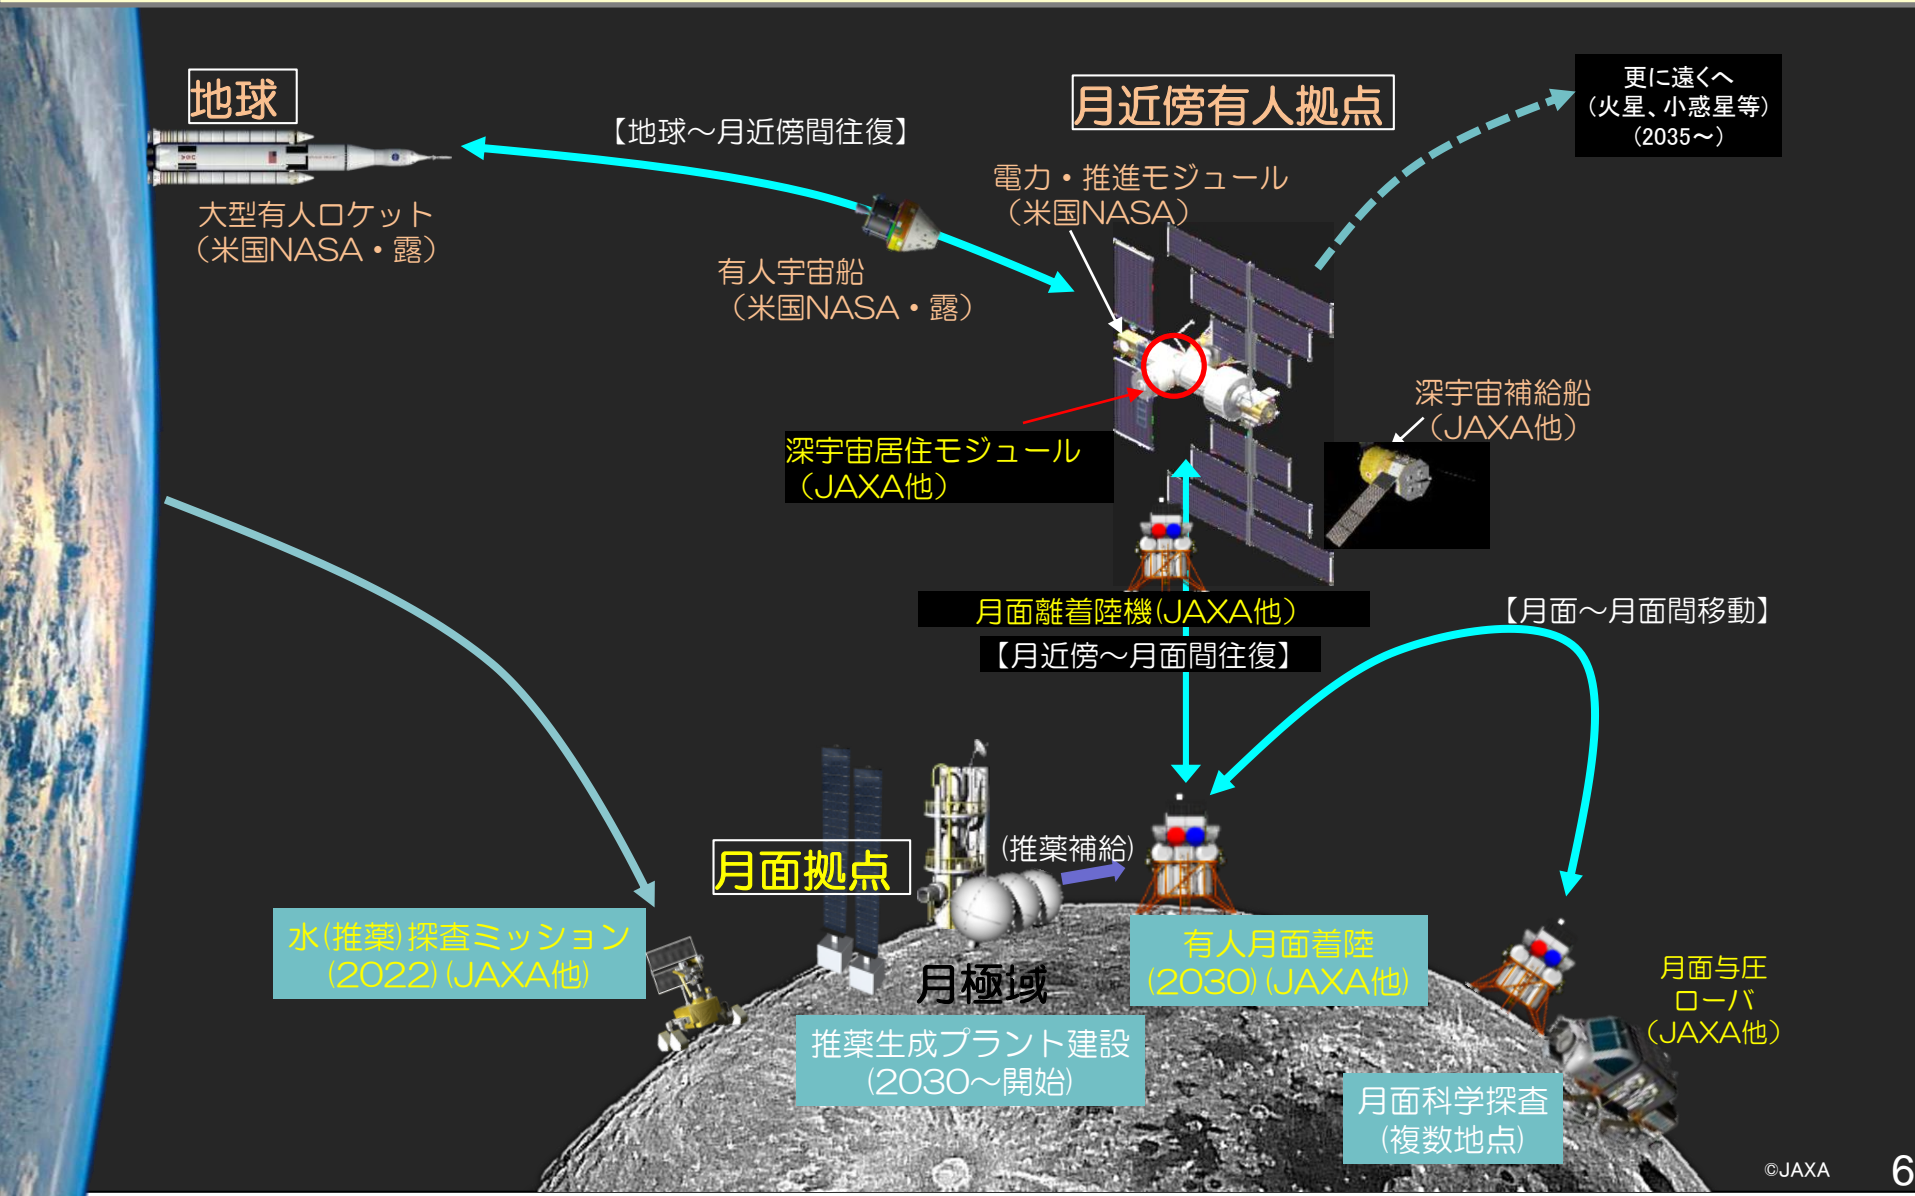 地球
月近傍有人拠点
更に遠くへ
(火星、小惑星等)
(2035～)
【地球～月近傍間往復】
電力・推進モジュール
（米国NASA）
大型有人ロケット
（米国NASA・露）
有人宇宙船
（米国NASA・露）
深宇宙補給船
（JAXA他）
深宇宙居住モジュール
（JAXA他）
月面離着陸機(JAXA他）
【月近傍～月面間往復】
【月面～月面間移動】
(推薬補給)
月面拠点
水(推薬)探査ミッション
(2022)(JAXA他)
月極域
有人月面着陸
(2030)(JAXA他)
月面与圧
ローバ
（JAXA他）
推薬生成プラント建設
(2030～開始)
月面科学探査
(複数地点)
©JAXA
6